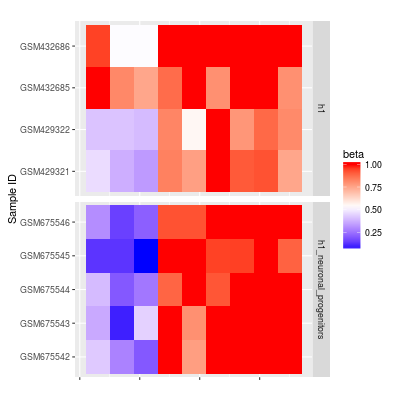 GSM432686
GSM432685
GSM429322
GSM429321
h1
GSM675546
GSM675545
GSM675544
GSM675543
GSM675542
h1_neuronal_progenitors
Sample ID
beta
1.00
0.75
0.50
0.25